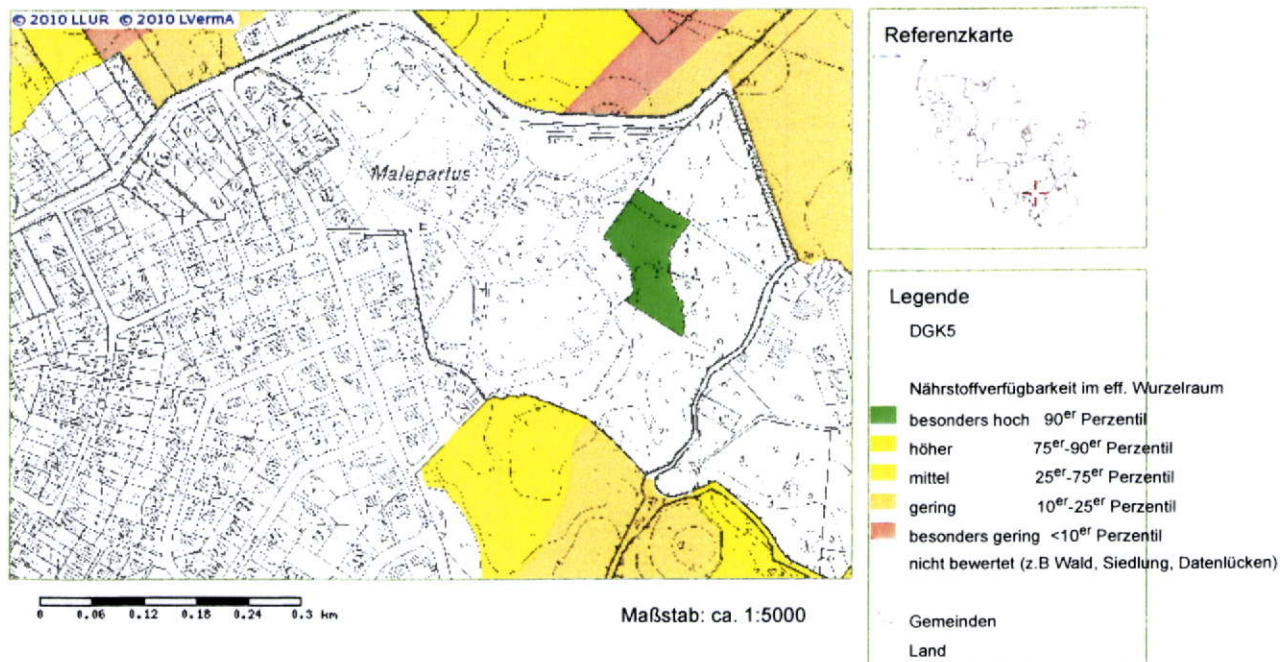 © 2010 LLUR © 2010 LVermA
Malepartus
0 0.06 0.12 0.18 0.24 0.3 km
Maßstab: ca. 1:5000
Referenzkarte
Legende
DGK5
Nährstoffverfügbarkeit im eff. Wurzelraum
besonders hoch 90er Perzentil
höher 75er-90er Perzentil
mittel 25er-75er Perzentil
gering 10er-25er Perzentil
besonders gering <10er Perzentil
nicht bewertet (z.B Wald, Siedlung, Datenlücken)
Gemeinden
Land